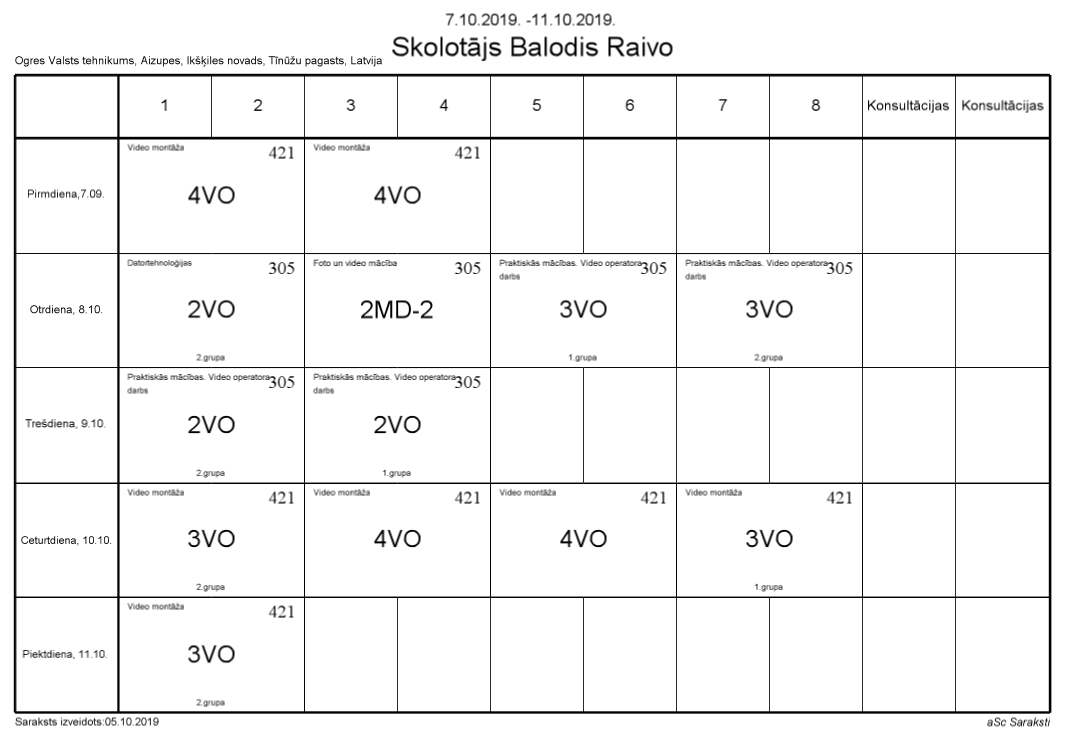 7.10.2019. -11.10.2019.
Skolotājs Balodis Raivo
Ogres Valsts tehnikums, Aizupes, Ikšķiles novads, Tīnūžu pagasts, Latvija
1 2 3 4 5 6 7 8 Konsultācijas Konsultācijas
Pirmdiena,7.09.
Video montāža 421
4VO
Video montāža 421
4VO
Otrdiena, 8.10.
Datortehnoloģijas 305
2VO
2.grupa
Foto un video mācība 305
2MD-2
Praktiskās mācības. Video operatora 305
darbs
3VO
1.grupa
Praktiskās mācības. Video operatora 305
darbs
3VO
2.grupa
Trešdiena, 9.10.
Praktiskās mācības. Video operatora 305
darbs
2VO
2.grupa
Praktiskās mācības. Video operatora 305
darbs
2VO
1.grupa
Ceturtdiena, 10.10.
Video montāža 421
3VO
2.grupa
Video montāža 421
4VO
Video montāža 421
4VO
Video montāža 421
3VO
1.grupa
Piektdiena, 11.10.
Video montāža 421
3VO
2.grupa
Saraksts izveidots:05.10.2019
aSc Saraksti